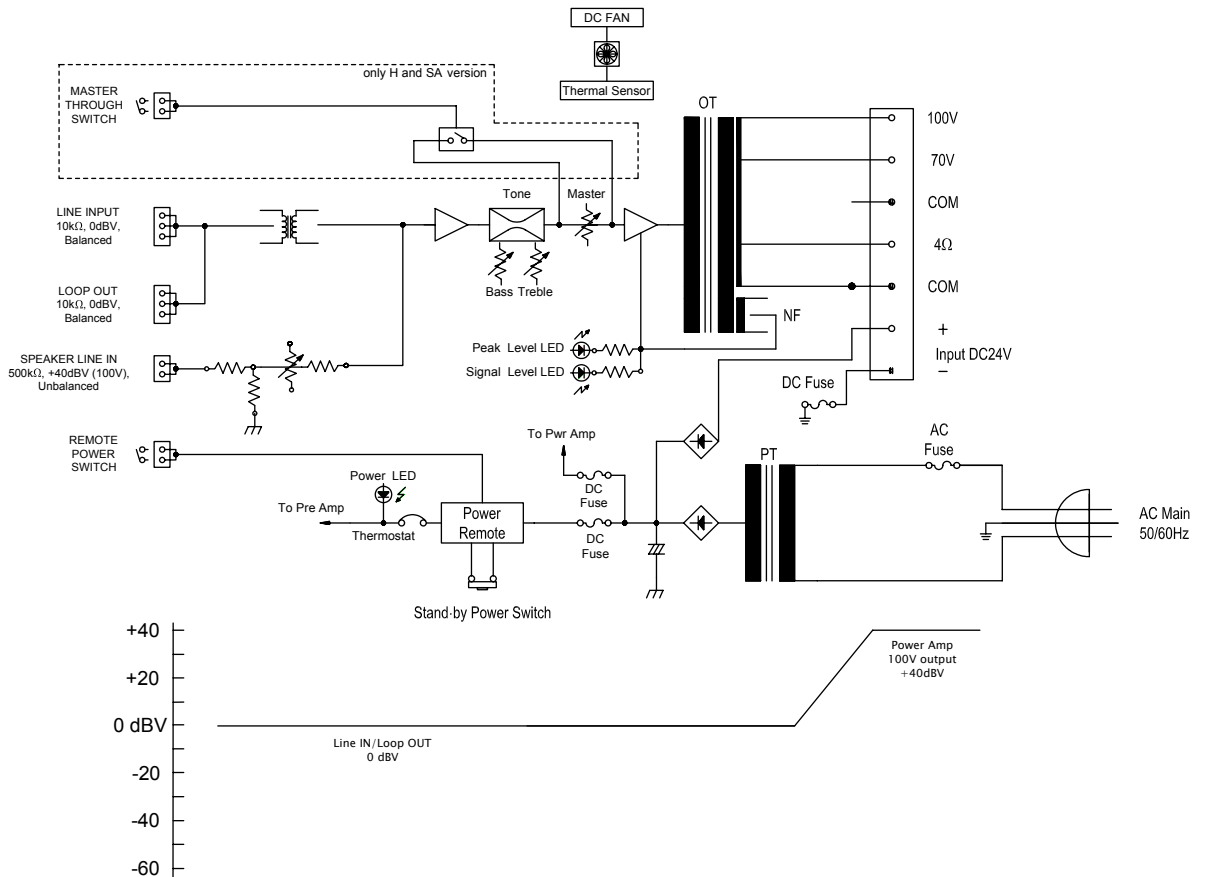 DC FAN
Thermal Sensor
only H and SA version
MASTER
THROUGH
SWITCH
OT
100V
70V
COM
4Ω
COM
+
Input DC24V
−
LINE INPUT
10kΩ, 0dBV,
Balanced
Tone
Master
Bass Treble
LOOP OUT
10kΩ, 0dBV,
Balanced
NF
Peak Level LED
Signal Level LED
SPEAKER LINE IN
500kΩ, +40dBV (100V),
Unbalanced
DC Fuse
REMOTE
POWER
SWITCH
To Pwr Amp
DC
Fuse
PT
AC
Fuse
Power LED
To Pre Amp
Thermostat
Power
Remote
DC
Fuse
AC Main
50/60Hz
Stand-by Power Switch
+40
+20
0 dBV
-20
-40
-60
Power Amp
100V output
+40dBV
Line IN/Loop OUT
0 dBV